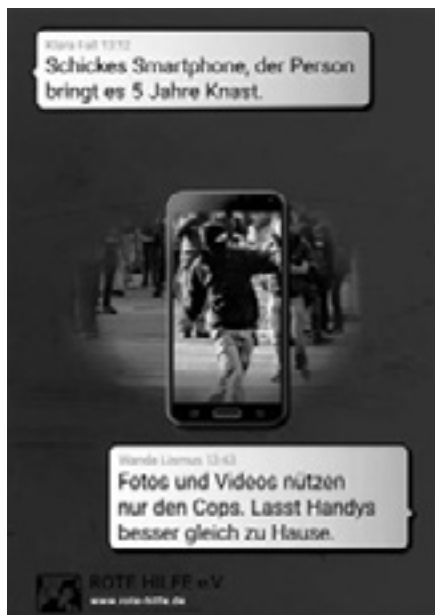 Klara Fall 13:12
Schickes Smartphone, der Person
bringt es 5 Jahre Knast.
Wanda Lismus 13:43
Fotos und Videos nützen
nur den Cops. Lasst Handys
besser gleich zu Hause.
ROTE HILFE e.V.
www.rote-hilfe.de